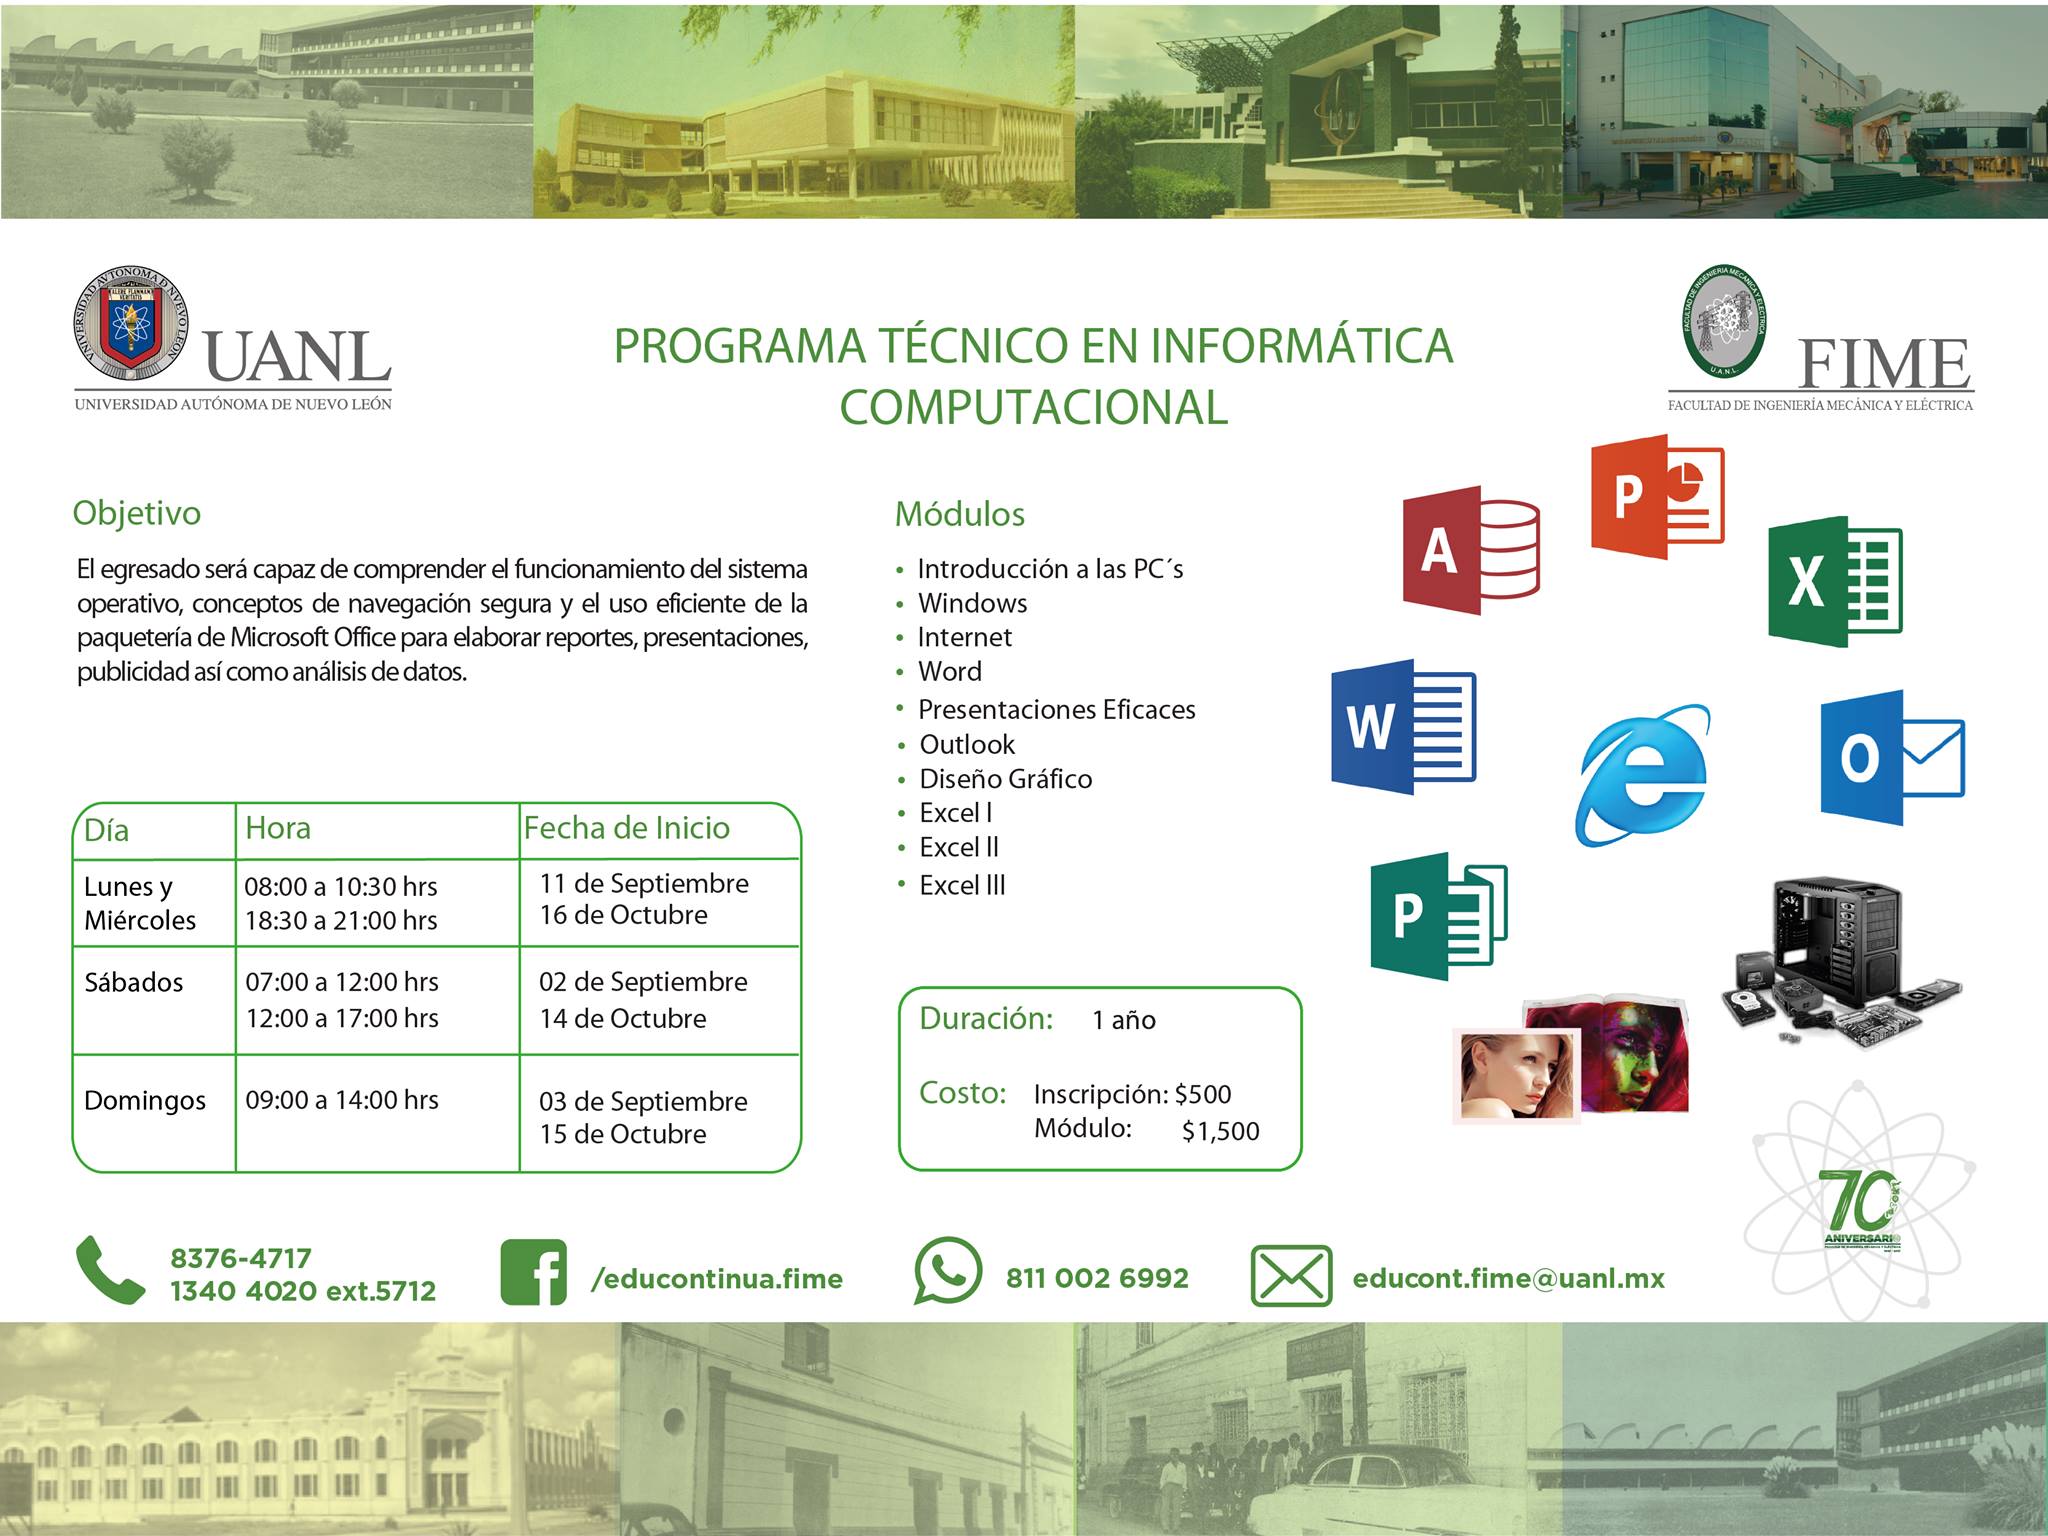 UNIVERSIDAD AUTONOMA DE NUEVO LEON
ALERE FLAMMAM
VERITATIS
UANL
UNIVERSIDAD AUTÓNOMA DE NUEVO LEÓN
PROGRAMA TÉCNICO EN INFORMÁTICA
COMPUTACIONAL
FACULTAD DE INGENIERIA MECANICA Y ELECTRICA
U.A.N.L.
FIME
FACULTAD DE INGENIERÍA MECÁNICA Y ELÉCTRICA
Objetivo
El egresado será capaz de comprender el funcionamiento del sistema
operativo, conceptos de navegación segura y el uso eficiente de la
paquetería de Microsoft Office para elaborar reportes, presentaciones,
publicidad así como análisis de datos.
Módulos
• Introducción a las PC´s
• Windows
• Internet
• Word
• Presentaciones Eficaces
• Outlook
• Diseño Gráfico
• Excel I
• Excel II
• Excel III
A
P
X
W
e
O
P
Día Hora Fecha de Inicio
Lunes y 08:00 a 10:30 hrs 11 de Septiembre
Miércoles 18:30 a 21:00 hrs 16 de Octubre
Sábados 07:00 a 12:00 hrs 02 de Septiembre
12:00 a 17:00 hrs 14 de Octubre
Domingos 09:00 a 14:00 hrs 03 de Septiembre
15 de Octubre
Duración: 1 año
Costo: Inscripción: $500
Módulo: $1,500
70
ANIVERSARIO
8376-4717
1340 4020 ext.5712
/educontinua.fime
811 002 6992
educont.fime@uanl.mx